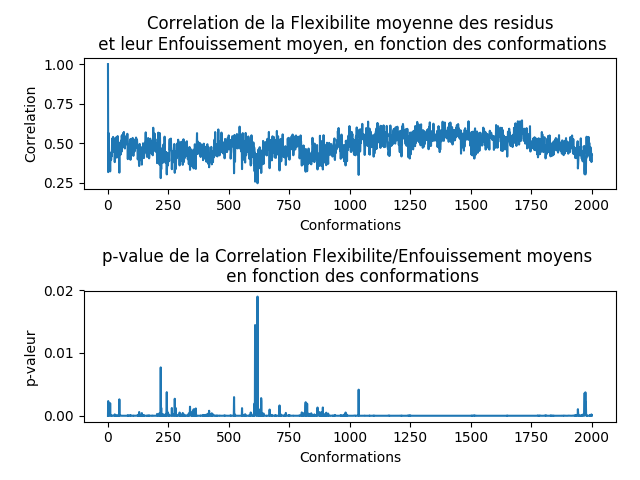 Correlation de la Flexibilite moyenne des residus
et leur Enfouissement moyen, en fonction des conformations
1.00
0.75
0.50
0.25
Correlation
0 250 500 750 1000 1250 1500 1750 2000
Conformations
p-value de la Correlation Flexibilite/Enfouissement moyens
en fonction des conformations
0.02
0.01
0.00
p-valeur
0 250 500 750 1000 1250 1500 1750 2000
Conformations